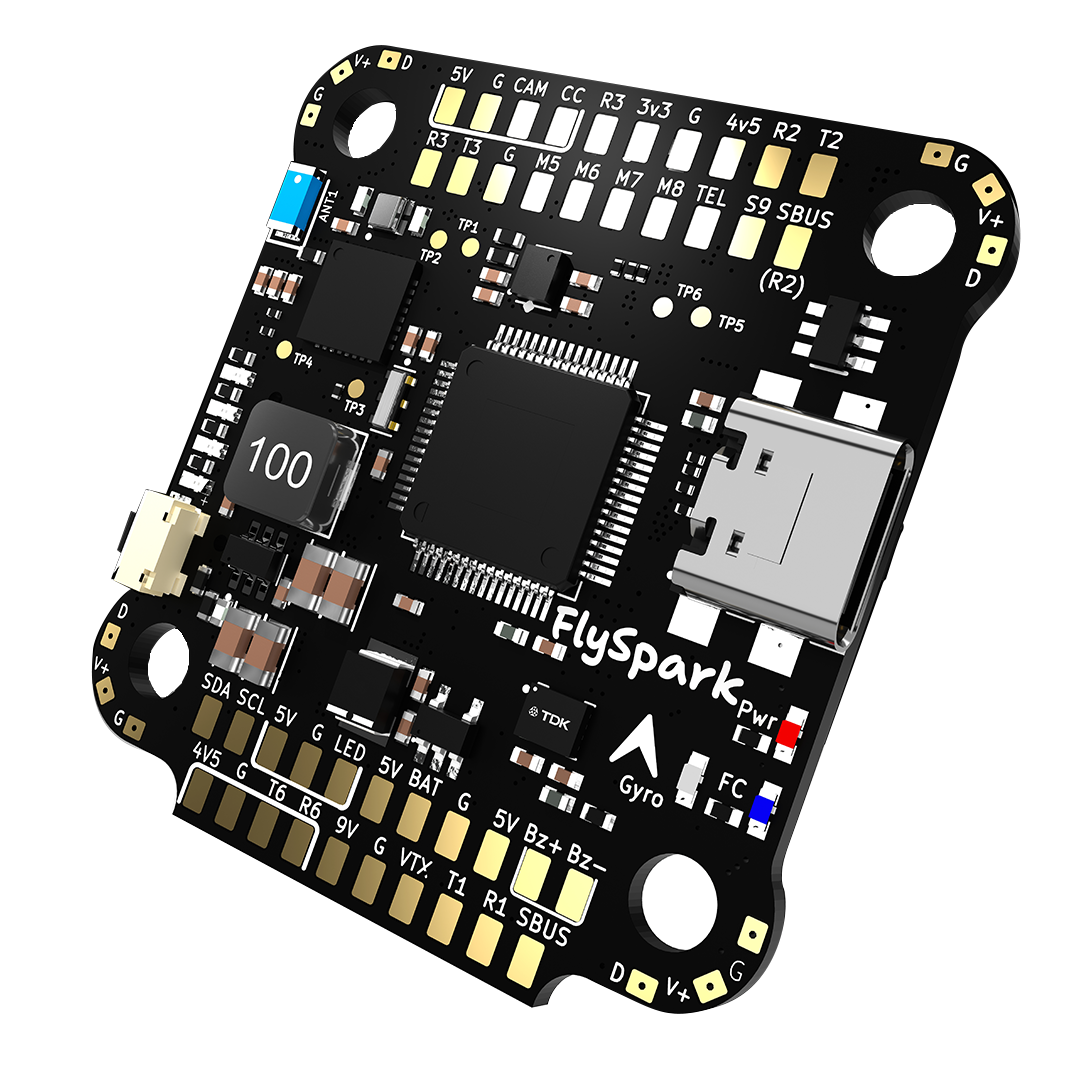 G V+ D
5V G CAM CC R3 3v3 G 4v5 R2 T2
R3 T3 G M5 M6 M7 M8 TEL S9 SBUS
(R2)
G V+ D
ANT1
TP1
TP2
TP6
TP5
TP4
TP3
100
+
FlySpark
TDK
Gyro
Pwr
FC
D V+ G
SDA SCL 5V G LED 5V BAT G 5V Bz+ Bz-
4V5 G T6 R6 9V G VTX T1 R1 SBUS
D V+ G